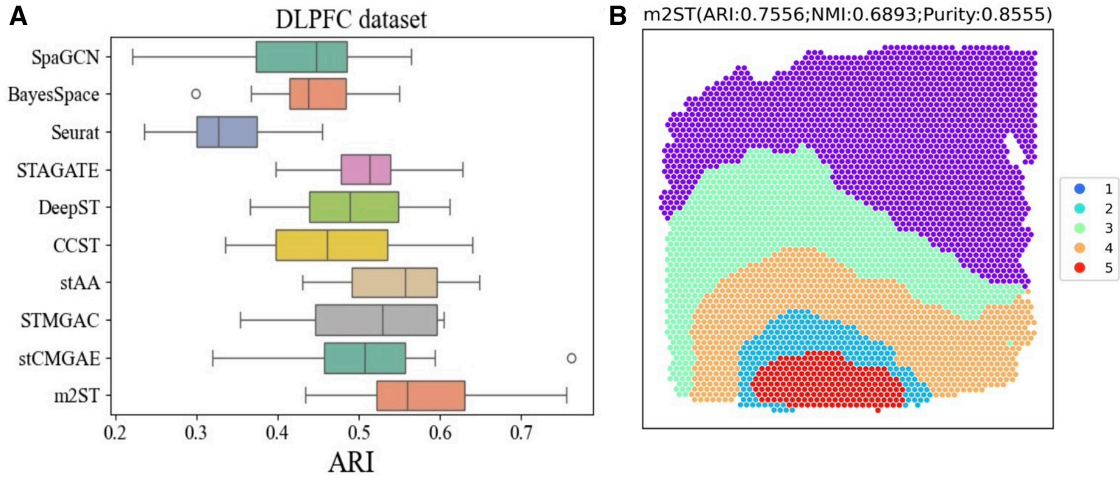 A
DLPFC dataset
SpaGCN
BayesSpace
Seurat
STAGATE
DeepST
CCST
stAA
STMGAC
stCMGAE
m2ST
0.2 0.3 0.4 0.5 0.6 0.7
ARI
B
m2ST(ARI:0.7556;NMI:0.6893;Purity:0.8555)
1
2
3
4
5